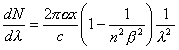 dN/dλ = 2παx/c (1 − 1/(n²β²)) 1/λ²